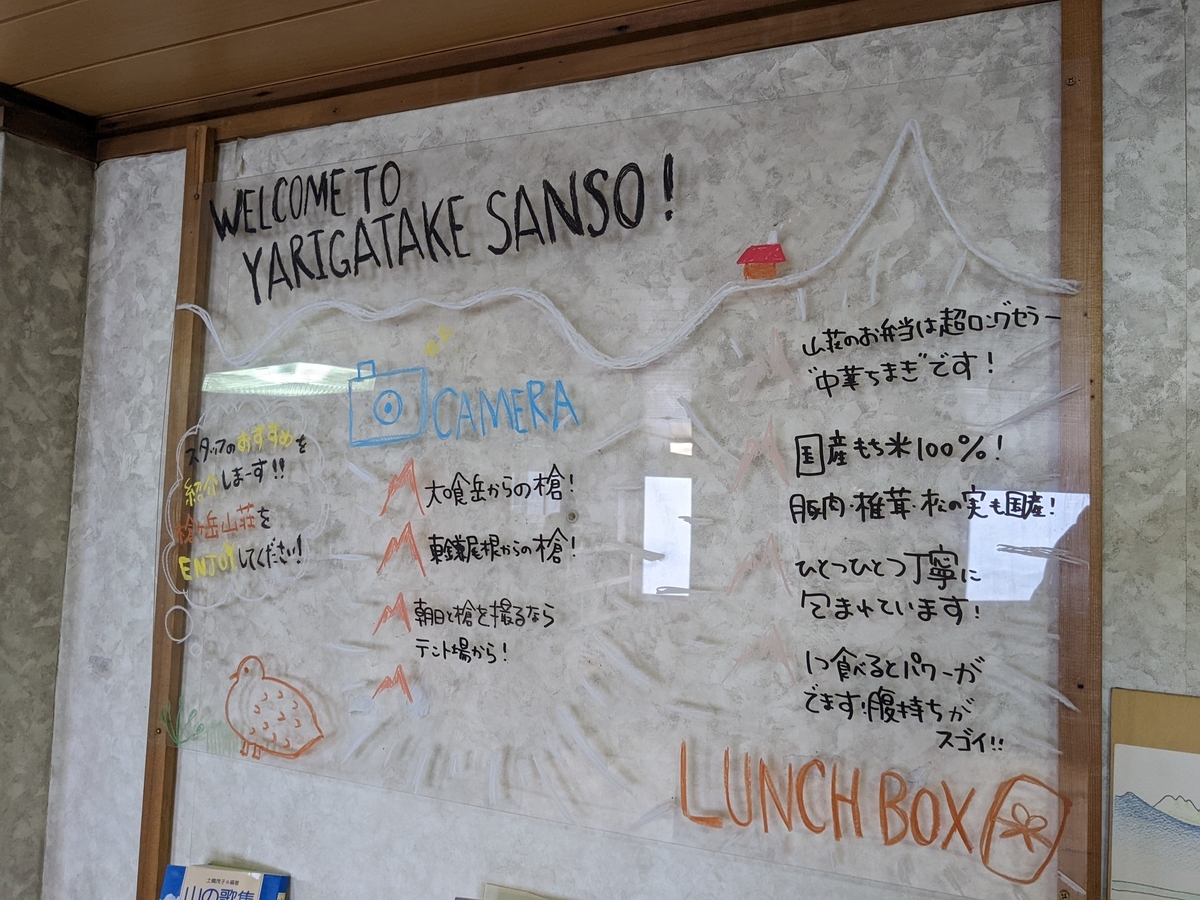 WELCOME TO
YARIGATAKE SANSO!
CAMERA
スタッフのおすすめを
紹介しまーす!!
槍ヶ岳山荘を
ENJOYしてください!
大喰岳からの槍!
東鎌尾根からの槍!
朝日と槍を撮るなら
テント場から!
山荘のお弁当は超ロングセラー
"中華ちまき"です!
国産もち米100%!
豚肉・椎茸・松の実も国産!
ひとつひとつ丁寧に
包まれています!
1つ食べるとパワーが
でます!腹持ちが
スゴイ!!
LUNCH BOX
山の歌集